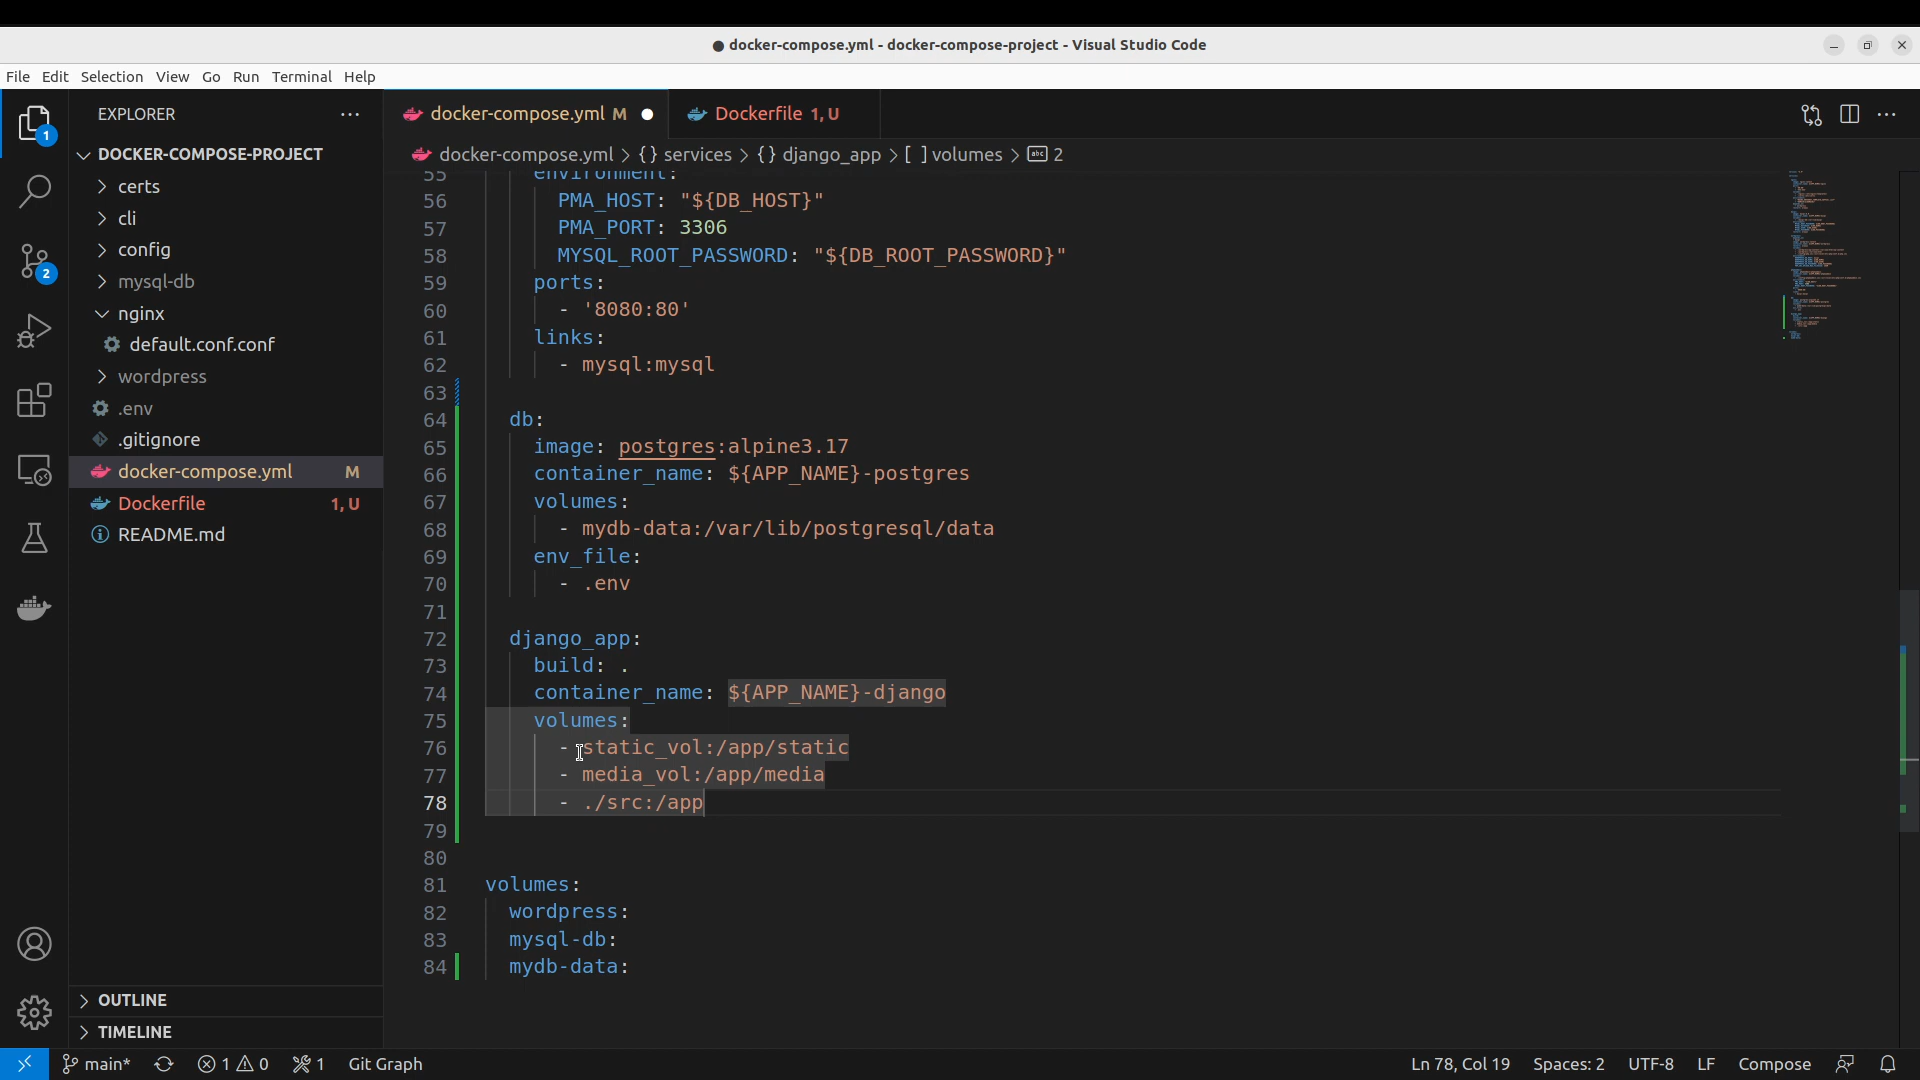 ● docker-compose.yml - docker-compose-project - Visual Studio Code
File Edit Selection View Go Run Terminal Help
EXPLORER
DOCKER-COMPOSE-PROJECT
certs
cli
config
mysql-db
nginx
default.conf.conf
wordpress
.env
.gitignore
docker-compose.yml M
Dockerfile 1, U
README.md
OUTLINE
TIMELINE
1
2
docker-compose.yml M
Dockerfile 1, U
docker-compose.yml > {} services > {} django_app > [ ] volumes > abc 2
55 environment:
56 PMA_HOST: "${DB_HOST}"
57 PMA_PORT: 3306
58 MYSQL_ROOT_PASSWORD: "${DB_ROOT_PASSWORD}"
59 ports:
60 - '8080:80'
61 links:
62 - mysql:mysql
63
64 db:
65 image: postgres:alpine3.17
66 container_name: ${APP_NAME}-postgres
67 volumes:
68 - mydb-data:/var/lib/postgresql/data
69 env_file:
70 - .env
71
72 django_app:
73 build: .
74 container_name: ${APP_NAME}-django
75 volumes:
76 - static_vol:/app/static
77 - media_vol:/app/media
78 - ./src:/app
79
80
81 volumes:
82 wordpress:
83 mysql-db:
84 mydb-data:
main* 1 0 1 Git Graph
Ln 78, Col 19 Spaces: 2 UTF-8 LF Compose